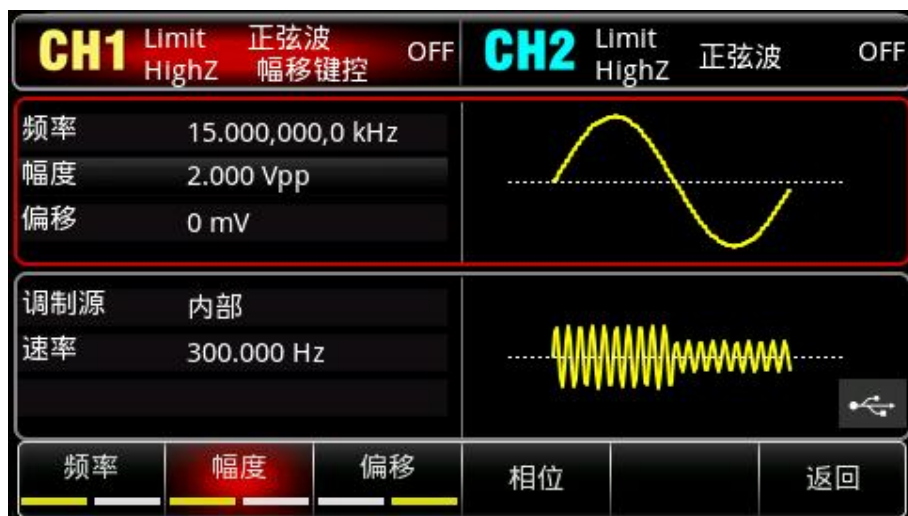 CH1 Limit 正弦波 OFF CH2 Limit 正弦波 OFF
HighZ 幅移键控 HighZ
频率 15.000,000,0 kHz
幅度 2.000 Vpp
偏移 0 mV
调制源 内部
速率 300.000 Hz
频率 幅度 偏移 相位 返回